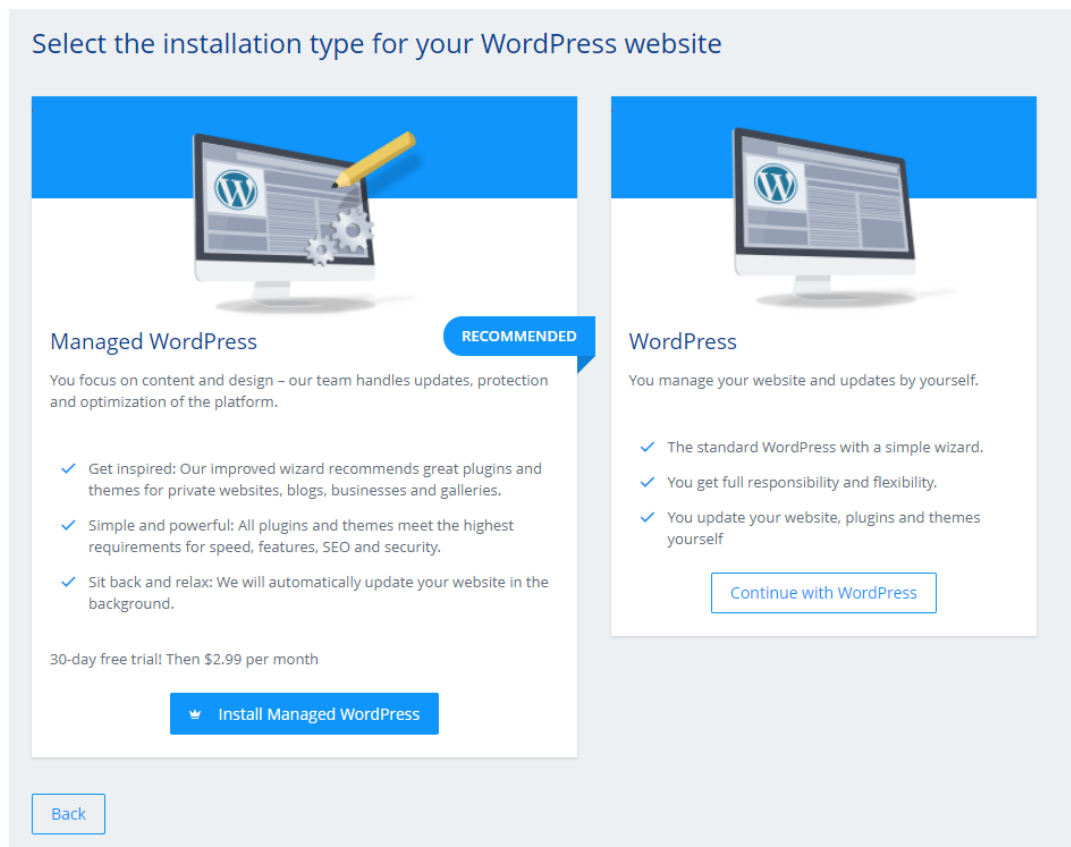 Select the installation type for your WordPress website
Managed WordPress
RECOMMENDED
You focus on content and design – our team handles updates, protection
and optimization of the platform.
Get inspired: Our improved wizard recommends great plugins and
themes for private websites, blogs, businesses and galleries.
Simple and powerful: All plugins and themes meet the highest
requirements for speed, features, SEO and security.
Sit back and relax: We will automatically update your website in the
background.
30-day free trial! Then $2.99 per month
Install Managed WordPress
WordPress
You manage your website and updates by yourself.
The standard WordPress with a simple wizard.
You get full responsibility and flexibility.
You update your website, plugins and themes
yourself
Continue with WordPress
Back